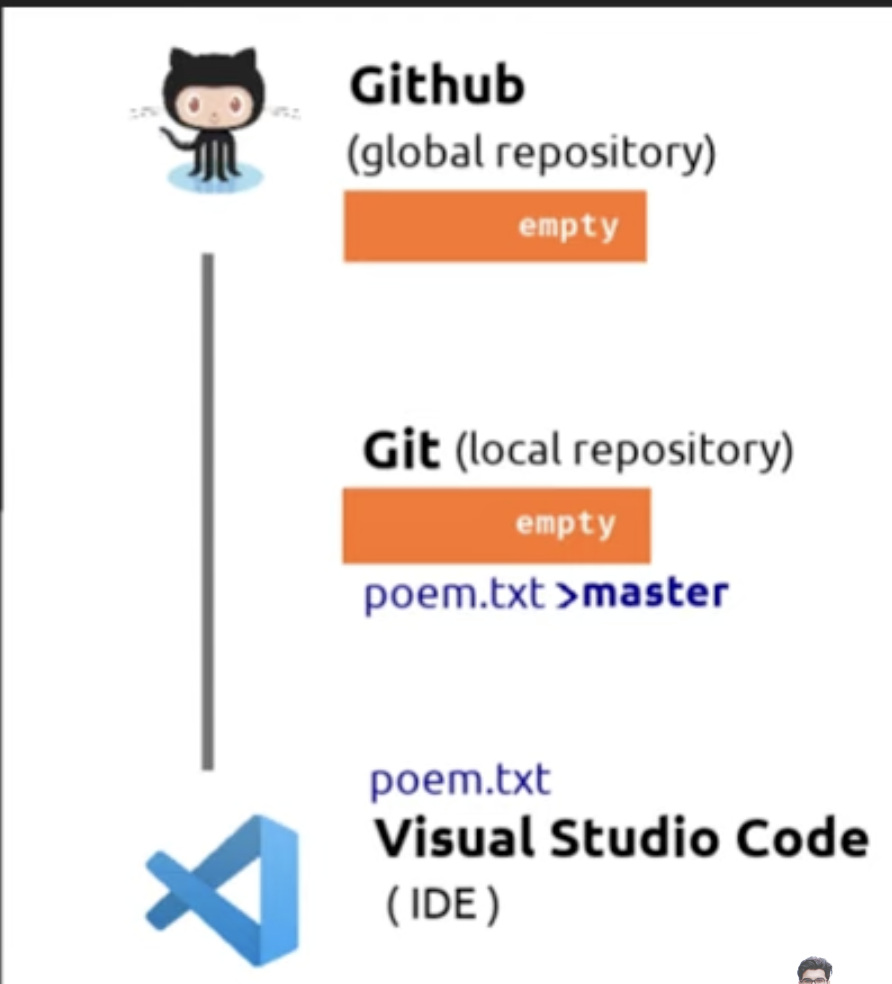 Github
(global repository)
empty
Git (local repository)
empty
poem.txt >master
poem.txt
Visual Studio Code
( IDE )